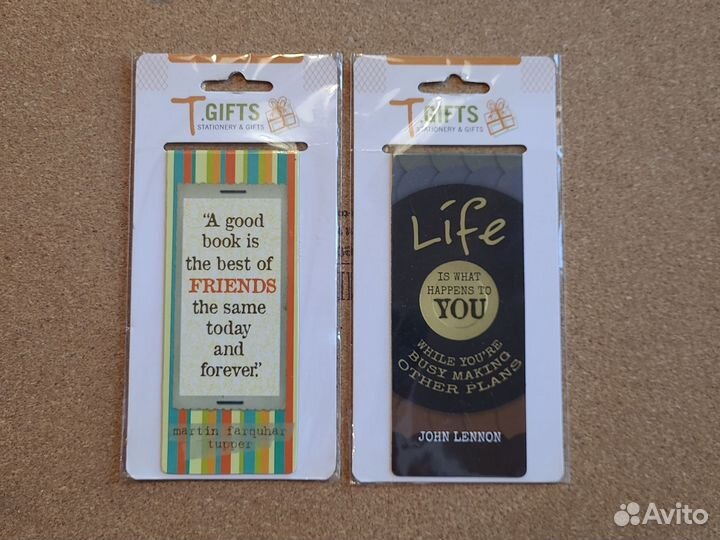 T.GIFTS
STATIONERY & GIFTS
"A good
book is
the best of
FRIENDS
the same
today
and
forever."
martin farquhar
tupper
T.GIFTS
STATIONERY & GIFTS
Life
IS WHAT
HAPPENS TO
YOU
WHILE YOU'RE
BUSY MAKING
OTHER PLANS
JOHN LENNON
Avito